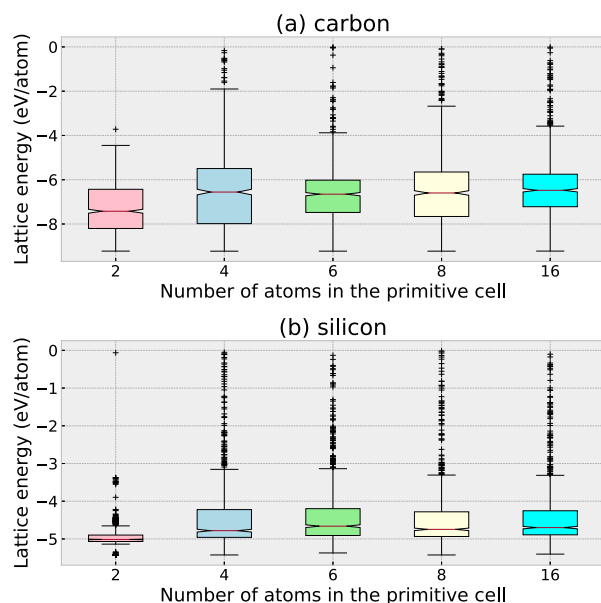 (a) carbon
Lattice energy (eV/atom)
0
−2
−4
−6
−8
2 4 6 8 16
Number of atoms in the primitive cell
(b) silicon
Lattice energy (eV/atom)
0
−1
−2
−3
−4
−5
2 4 6 8 16
Number of atoms in the primitive cell